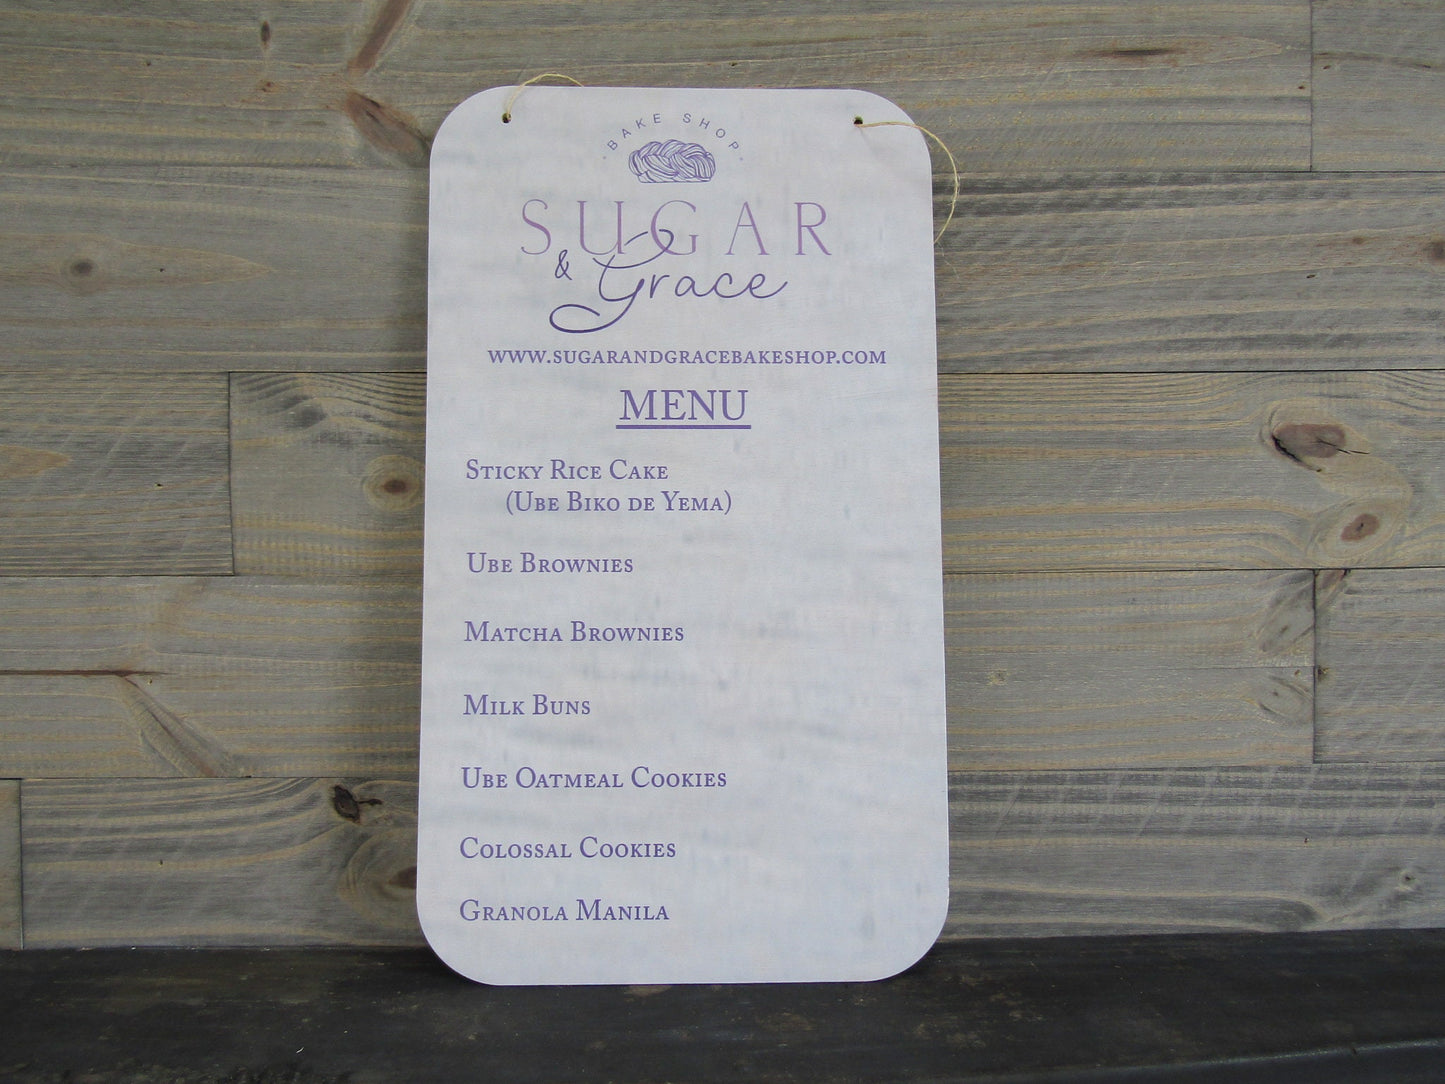 BAKE SHOP
SUGAR
& Grace
WWW.SUGARANDGRACEBAKESHOP.COM
MENU
STICKY RICE CAKE
(UBE BIKO DE YEMA)
UBE BROWNIES
MATCHA BROWNIES
MILK BUNS
UBE OATMEAL COOKIES
COLOSSAL COOKIES
GRANOLA MANILA